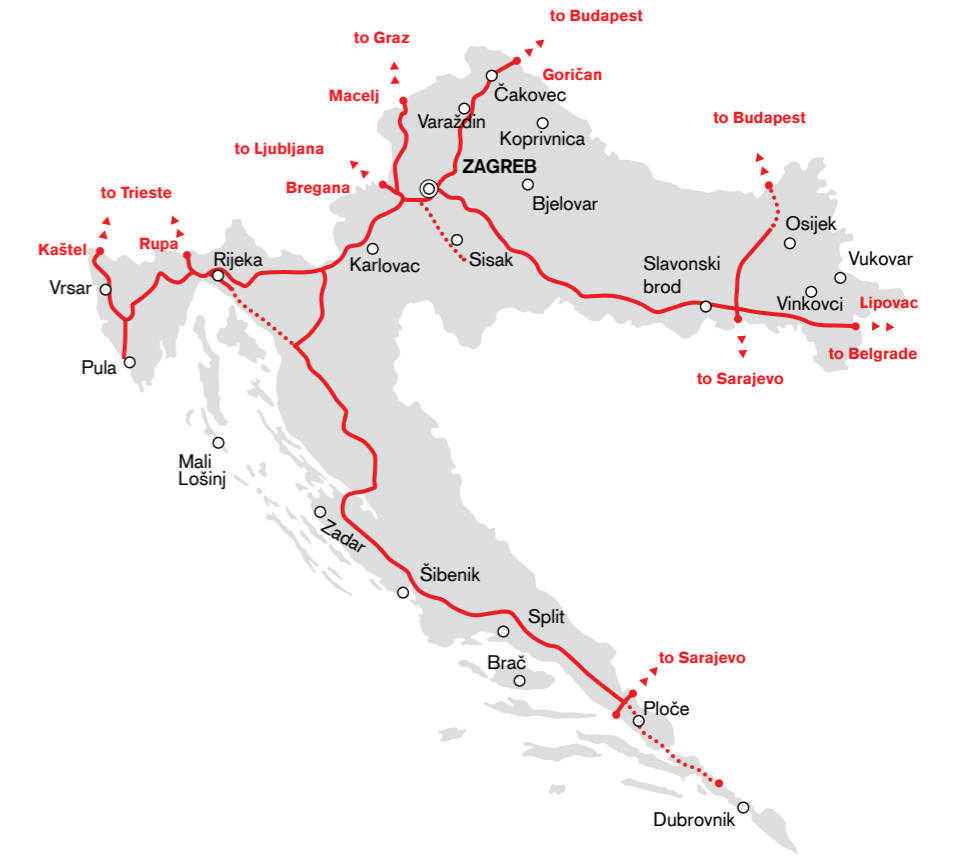 to Budapest
to Graz
Goričan
Macelj
Čakovec
Varaždin
Koprivnica
to Budapest
to Ljubljana
ZAGREB
Bregana
to Trieste
Bjelovar
Osijek
Kaštel
Rupa
Rijeka
Karlovac
Sisak
Slavonski
brod
Vukovar
Vrsar
Vinkovci
Lipovac
to Belgrade
Pula
to Sarajevo
Mali
Lošinj
Zadar
Šibenik
Split
Brač
to Sarajevo
Ploče
Dubrovnik